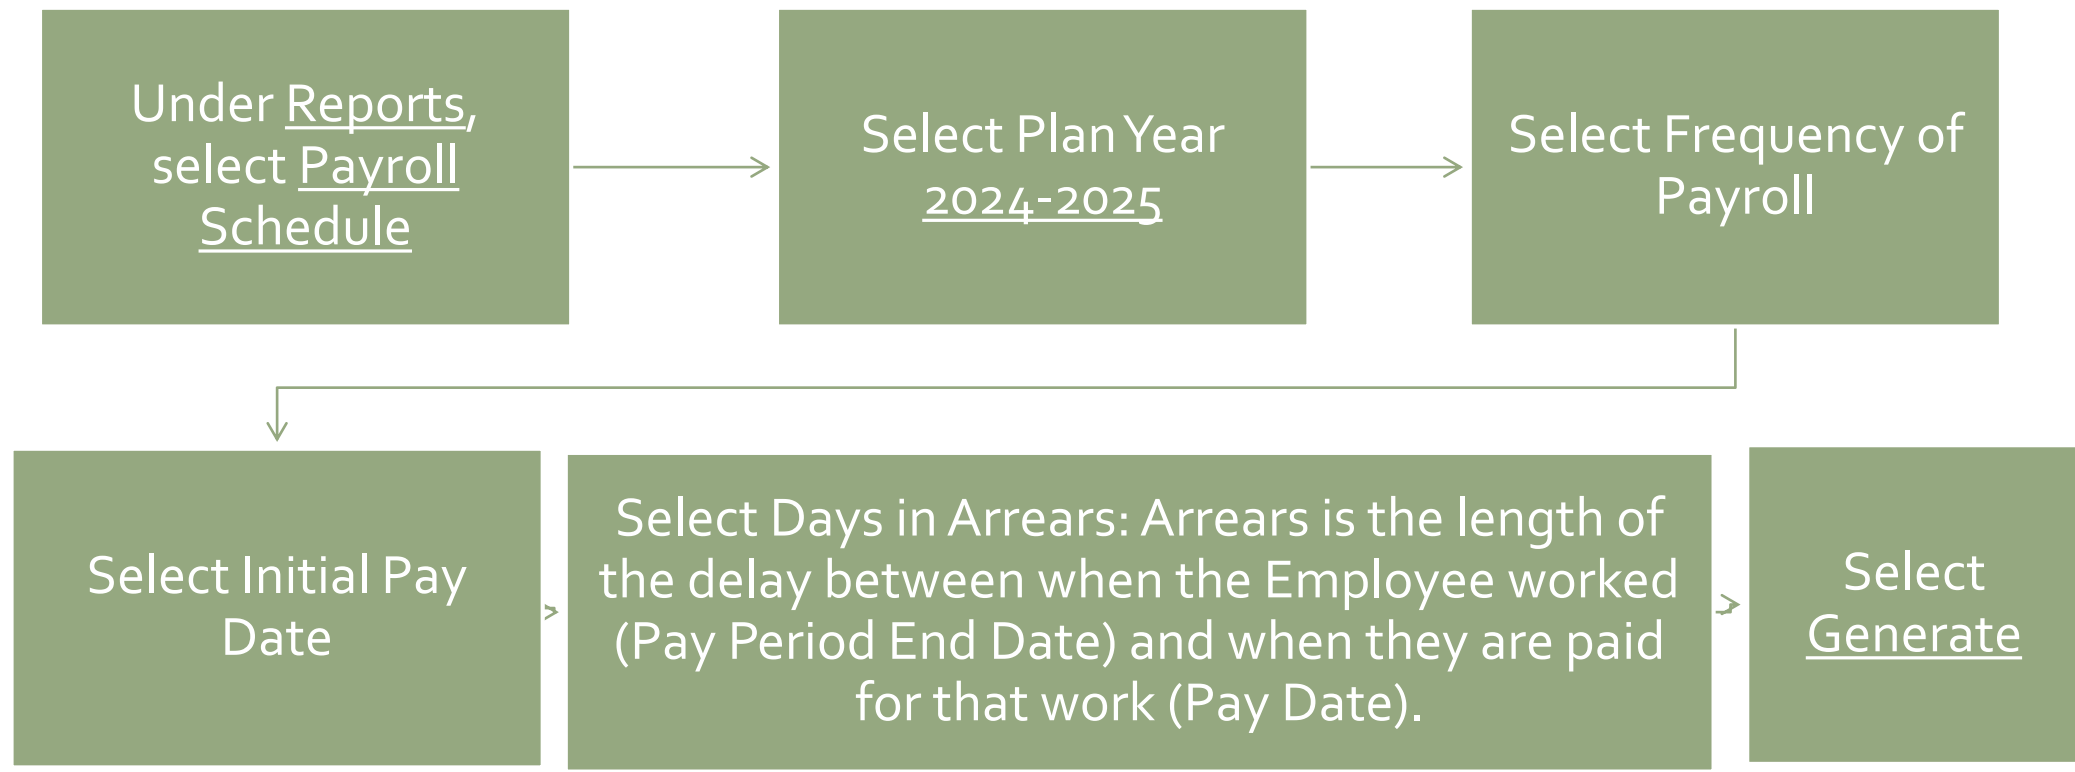 Under Reports,
select Payroll
Schedule
Select Plan Year
2024-2025
Select Frequency of
Payroll
Select Initial Pay
Date
Select Days in Arrears: Arrears is the length of
the delay between when the Employee worked
(Pay Period End Date) and when they are paid
for that work (Pay Date).
Select
Generate